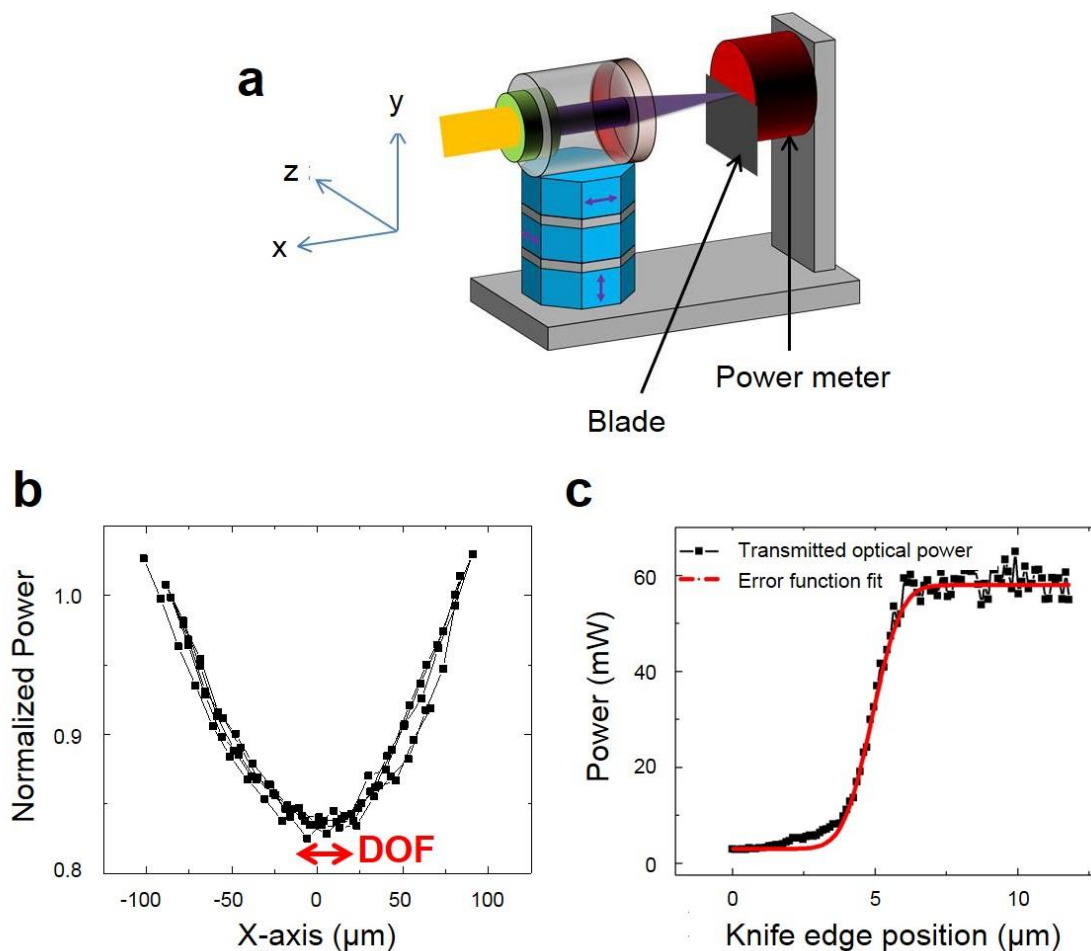 a
y
z
x
Power meter
Blade
b
Normalized Power
1.0
0.9
0.8
DOF
-100
-50
0
50
100
X-axis (µm)
c
Power (mW)
60
40
20
0
Transmitted optical power
Error function fit
0
5
10
Knife edge position (µm)